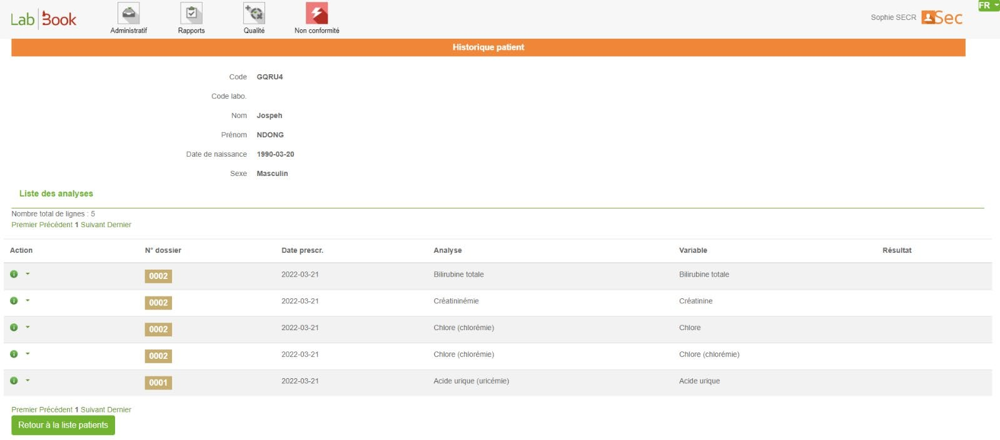 Lab Book
Administratif Rapports Qualité Non conformité
Sophie SECR Sec
FR
Historique patient
Code GQRU4
Code labo.
Nom Jospeh
Prénom NDONG
Date de naissance 1990-03-20
Sexe Masculin
Liste des analyses
Nombre total de lignes : 5
Premier Précédent 1 Suivant Dernier
Action N° dossier Date prescr. Analyse Variable Résultat
0002 2022-03-21 Bilirubine totale Bilirubine totale
0002 2022-03-21 Créatininémie Créatinine
0002 2022-03-21 Chlore (chlorémie) Chlore
0002 2022-03-21 Chlore (chlorémie) Chlore (chlorémie)
0001 2022-03-21 Acide urique (uricémie) Acide urique
Premier Précédent 1 Suivant Dernier
Retour à la liste patients